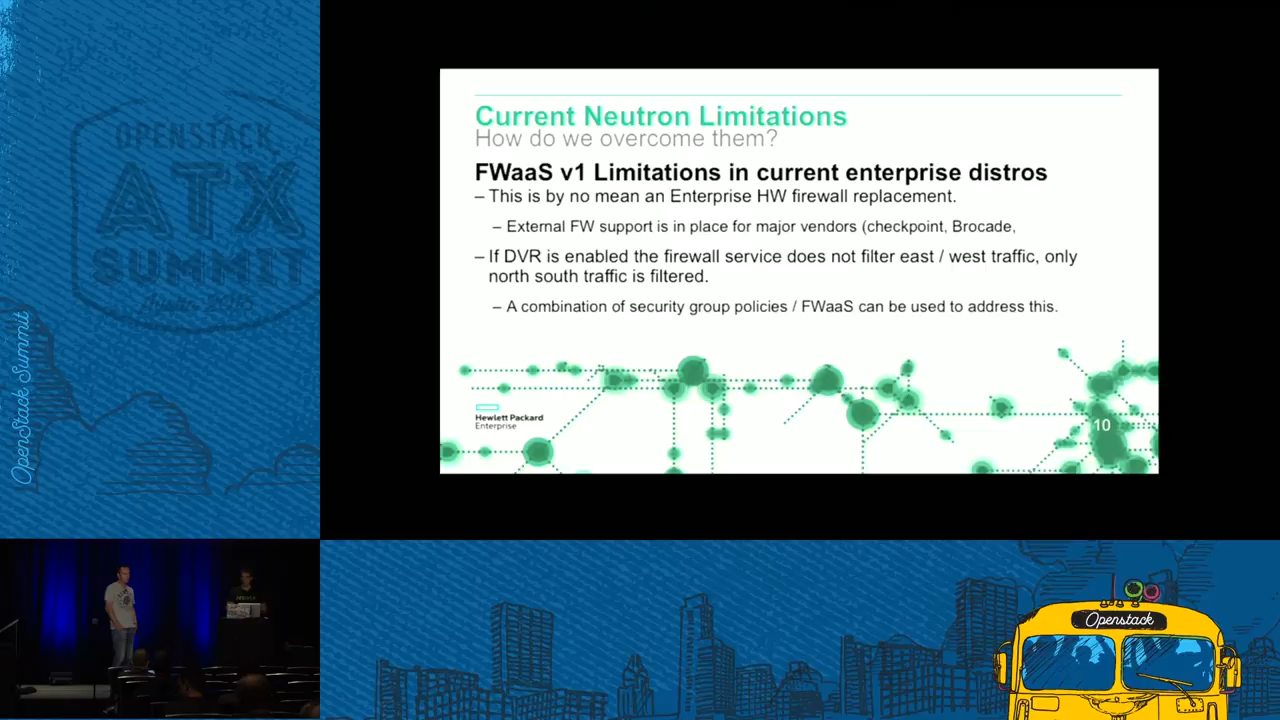 OPENSTACK
ATX
SUMMIT
Austin 2016
OpenStack Summit
Current Neutron Limitations
How do we overcome them?
FWaaS v1 Limitations in current enterprise distros
– This is by no mean an Enterprise HW firewall replacement.
– External FW support is in place for major vendors (checkpoint, Brocade,
– If DVR is enabled the firewall service does not filter east / west traffic, only
north south traffic is filtered.
– A combination of security group policies / FWaaS can be used to address this.
Hewlett Packard
Enterprise
10
Openstack